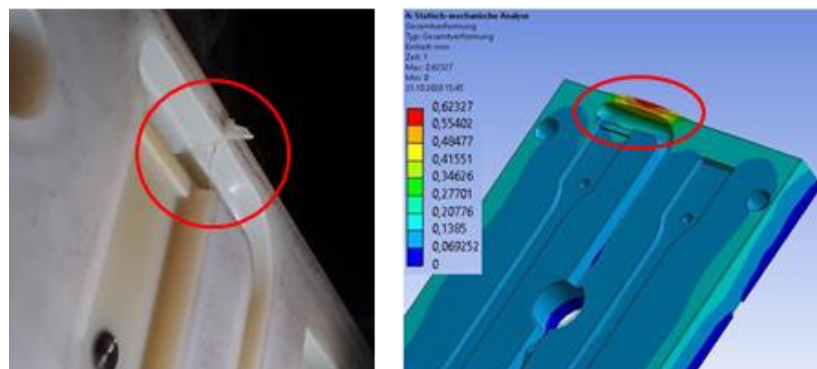 A: Statisch-mechanische Analyse
Gesamtverformung
Typ: Gesamtverformung
Einheit: mm
Zeit: 1
Max: 0,62327
Min: 0
0,62327
0,55402
0,48477
0,41551
0,34626
0,27701
0,20776
0,1385
0,069252
0